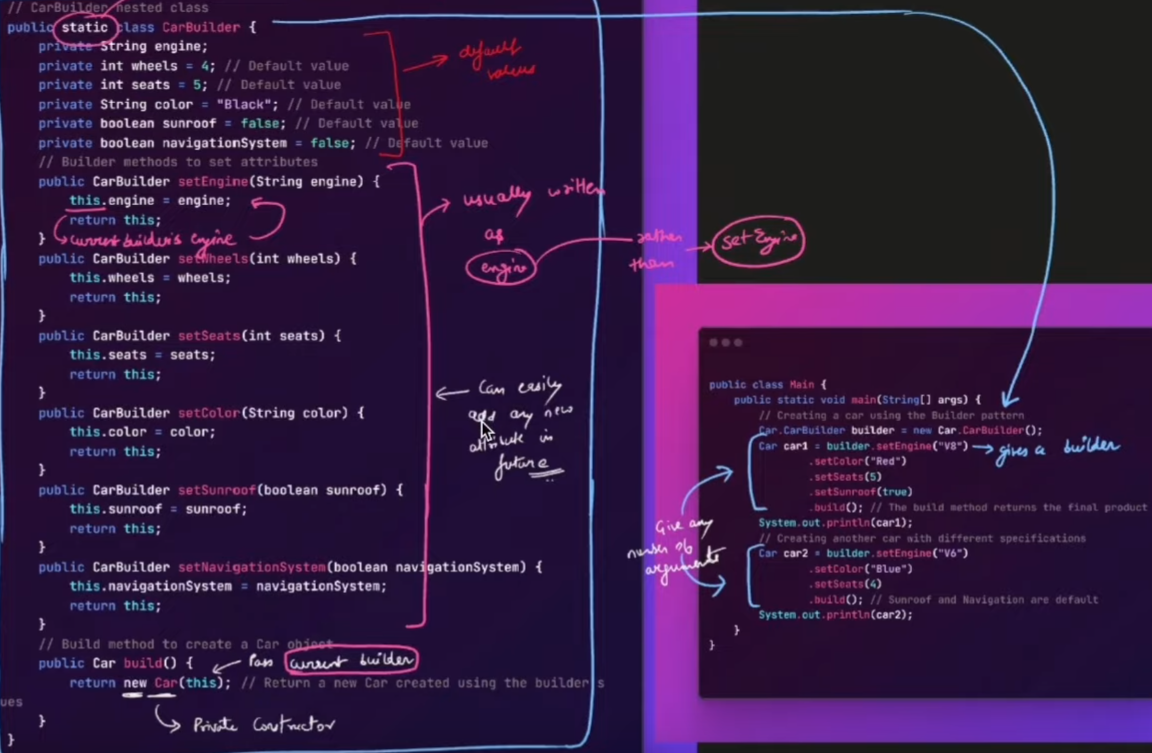 // CarBuilder nested class
public static class CarBuilder {
private String engine;
private int wheels = 4; // Default value
private int seats = 5; // Default value
private String color = "Black"; // Default value
private boolean sunroof = false; // Default value
private boolean navigationSystem = false; // Default value
// Builder methods to set attributes
public CarBuilder setEngine(String engine) {
this.engine = engine;
return this;
}
public CarBuilder setWheels(int wheels) {
this.wheels = wheels;
return this;
}
public CarBuilder setSeats(int seats) {
this.seats = seats;
return this;
}
public CarBuilder setColor(String color) {
this.color = color;
return this;
}
public CarBuilder setSunroof(boolean sunroof) {
this.sunroof = sunroof;
return this;
}
public CarBuilder setNavigationSystem(boolean navigationSystem) {
this.navigationSystem = navigationSystem;
return this;
}
// Build method to create a Car object
public Car build() {
return new Car(this); // Return a new Car created using the builder's
ues
}
}
default
values
current builder's engine
usually written
as
engine
rather
than
setEngine
Can easily
add any new
attribute in
future
Pass current builder
Private Constructor
public class Main {
public static void main(String[] args) {
// Creating a car using the Builder pattern
Car.CarBuilder builder = new Car.CarBuilder();
Car car1 = builder.setEngine("V8")
.setColor("Red")
.setSeats(5)
.setSunroof(true)
.build(); // The build method returns the final product
System.out.println(car1);
// Creating another car with different specifications
Car car2 = builder.setEngine("V6")
.setColor("Blue")
.setSeats(4)
.build(); // Sunroof and Navigation are default
System.out.println(car2);
}
}
gives a builder
Give any
number of
arguments